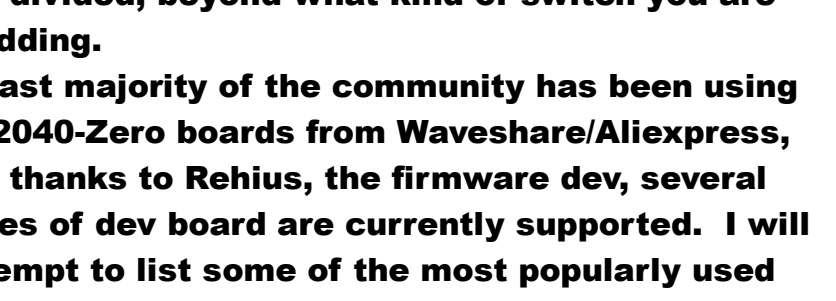 divided, beyond what kind of switch you are
dding.
ast majority of the community has been using
2040-Zero boards from Waveshare/Aliexpress,
thanks to Rehius, the firmware dev, several
es of dev board are currently supported. I will
empt to list some of the most popularly used